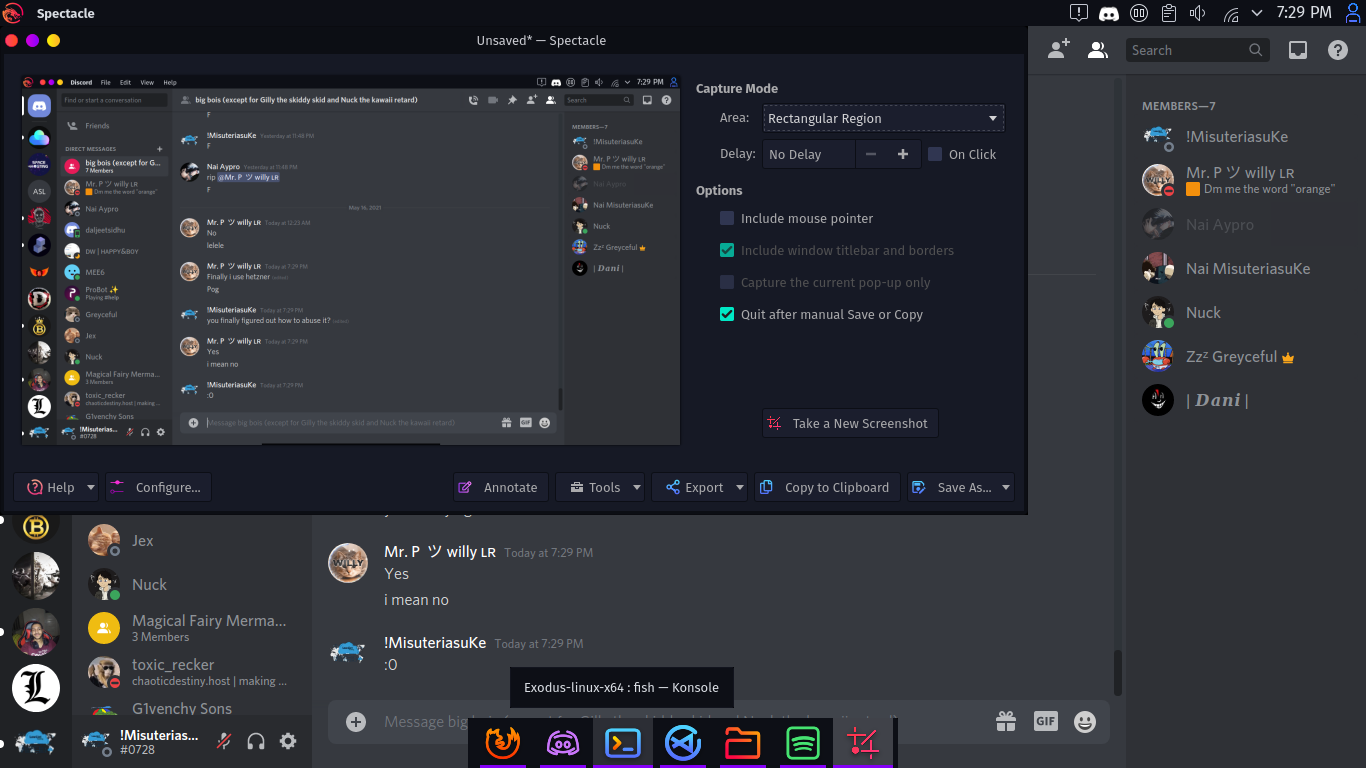 Spectacle
7:29 PM
Unsaved* — Spectacle
Discord File Edit View Help
7:29 PM
Find or start a conversation
big bois (except for Gilly the skiddy skid and Nuck the kawaii retard)
Search
Friends
DIRECT MESSAGES +
big bois (except for G...
7 Members
Mr. P ツ willy LR
Dm me the word "orange"
Nai Aypro
daljeetsidhu
DW | HAPPY&BOY
MEE6
ProBot ✨
Playing #help
Greyceful
Jex
Nuck
Magical Fairy Merma...
3 Members
toxic_recker
chaoticdestiny.host | making ...
G1venchy Sons
!Misuterias...
#0728
SPACE
ASL
F
!MisuteriasuKe Yesterday at 11:48 PM
F
Nai Aypro Yesterday at 11:48 PM
rip @Mr. P ツ willy LR
F
May 16, 2021
Mr. P ツ willy LR Today at 12:23 AM
No
lelele
Mr. P ツ willy LR Today at 7:29 PM
Finally i use hetzner (edited)
Pog
!MisuteriasuKe Today at 7:29 PM
you finally figured out how to abuse it? (edited)
Mr. P ツ willy LR Today at 7:29 PM
Yes
i mean no
!MisuteriasuKe Today at 7:29 PM
:O
Message big bois (except for Gilly the skiddy skid and Nuck the kawaii retard)
GIF
MEMBERS—7
!MisuteriasuKe
Mr. P ツ willy LR
Dm me the word "orange"
Nai Aypro
Nai MisuteriasuKe
Nuck
Zzᶻ Greyceful
| Dani |
Capture Mode
Area: Rectangular Region
Delay: No Delay − + On Click
Options
Include mouse pointer
Include window titlebar and borders
Capture the current pop-up only
Quit after manual Save or Copy
Take a New Screenshot
Help
Configure...
Annotate
Tools
Export
Copy to Clipboard
Save As...
Search
MEMBERS—7
!MisuteriasuKe
Mr. P ツ willy LR
Dm me the word "orange"
Nai Aypro
Nai MisuteriasuKe
Nuck
Zzᶻ Greyceful
| Dani |
Jex
Nuck
Magical Fairy Merma...
3 Members
toxic_recker
chaoticdestiny.host | making ...
G1venchy Sons
!Misuterias...
#0728
WILLY
Mr. P ツ willy LR Today at 7:29 PM
Yes
i mean no
!MisuteriasuKe Today at 7:29 PM
:O
Exodus-linux-x64 : fish — Konsole
Message big
GIF